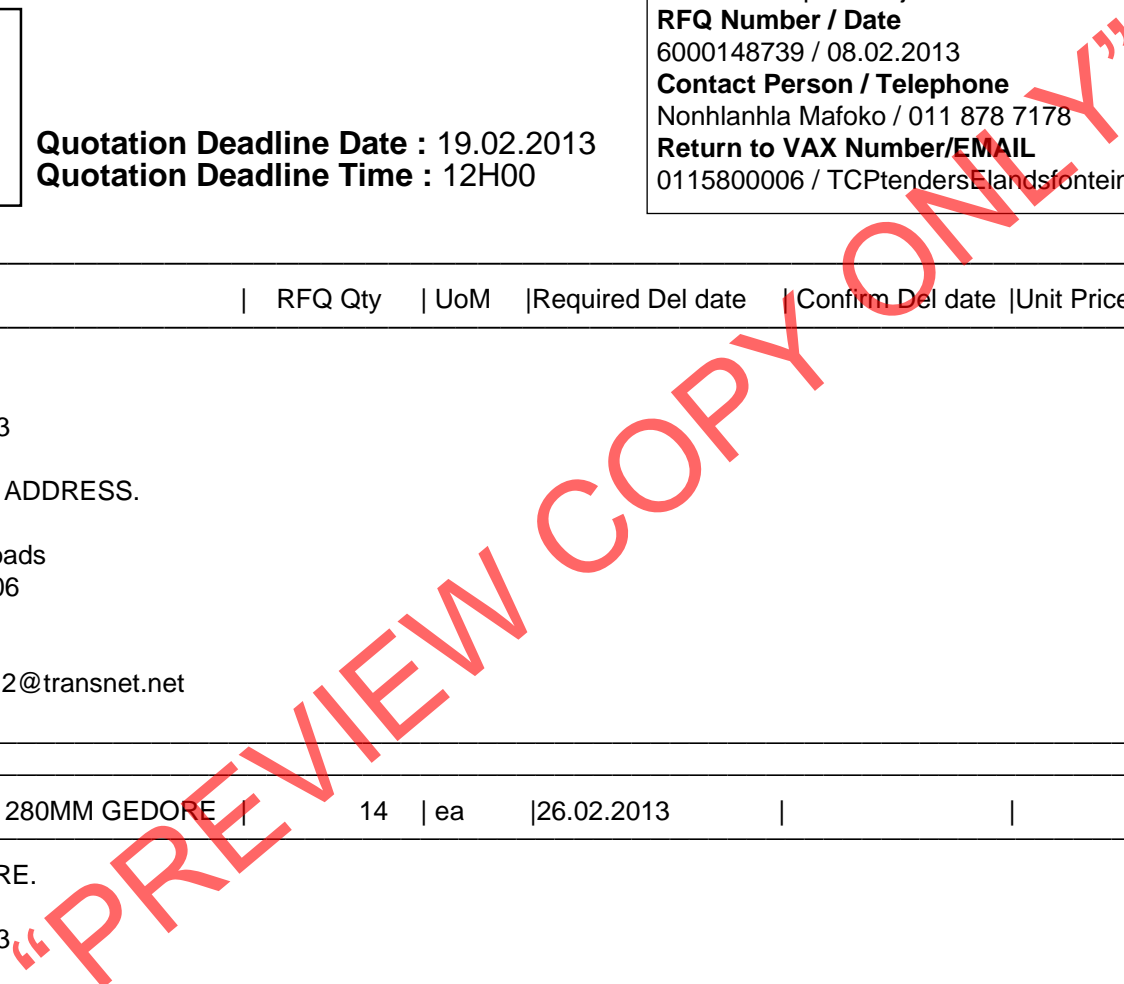 RFQ Number / Date
6000148739 / 08.02.2013
Contact Person / Telephone
Nonhlanhla Mafoko / 011 878 7178
Return to VAX Number/EMAIL
0115800006 / TCPtendersElandsfontein
Quotation Deadline Date : 19.02.2013
Quotation Deadline Time : 12H00
| RFQ Qty | UoM |Required Del date | Confirm Del date |Unit Price
3
ADDRESS.
oads
06
2@transnet.net
280MM GEDORE | 14 | ea |26.02.2013 | |
RE.
3
“PREVIEW COPY ONLY”